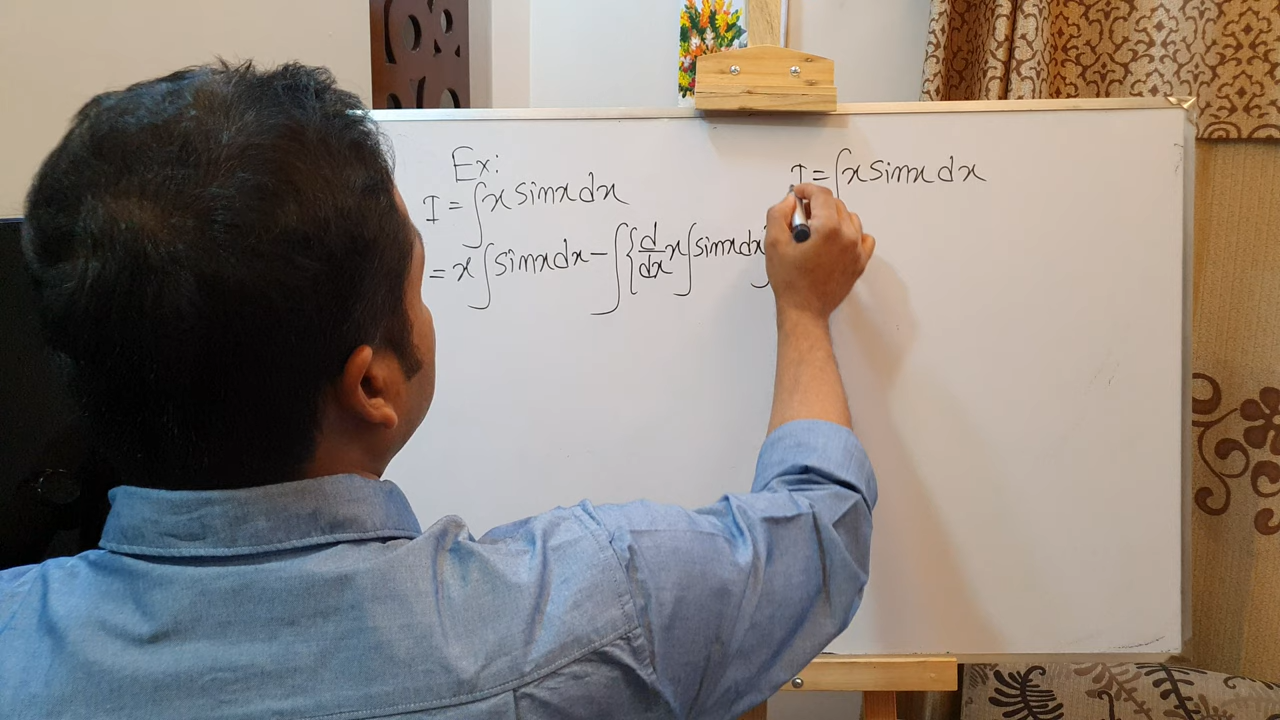 Ex:
I = ∫x sinx dx
= x∫sinx dx - ∫{d/dx x∫sinx dx
I = ∫x sinx dx